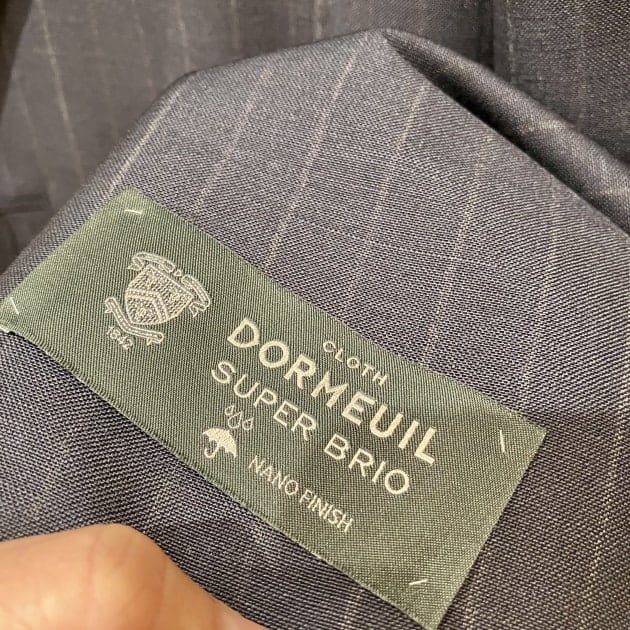 1842
CLOTH
DORMEUIL
SUPER BRIO
NANO FINISH